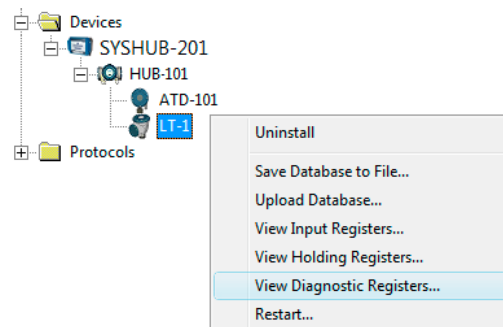 Devices
SYSHUB-201
HUB-101
ATD-101
LT-1
Protocols
Uninstall
Save Database to File...
Upload Database...
View Input Registers...
View Holding Registers...
View Diagnostic Registers...
Restart...